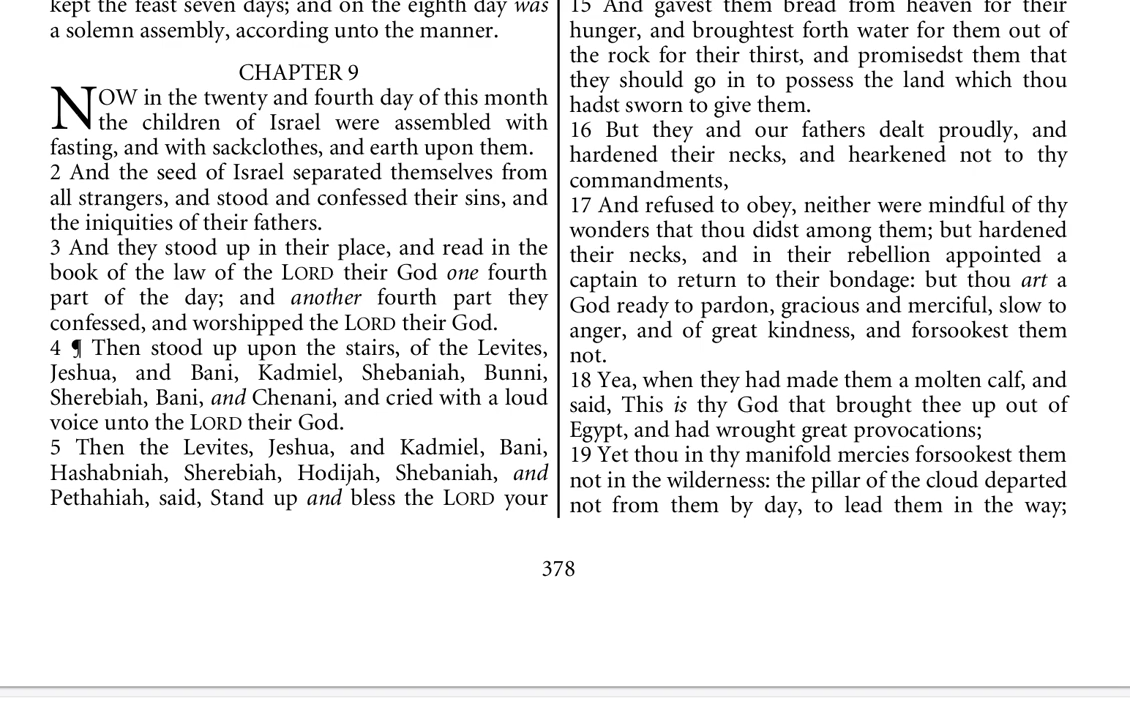 kept the feast seven days; and on the eighth day was
a solemn assembly, according unto the manner.
CHAPTER 9
NOW in the twenty and fourth day of this month
the children of Israel were assembled with
fasting, and with sackclothes, and earth upon them.
2 And the seed of Israel separated themselves from
all strangers, and stood and confessed their sins, and
the iniquities of their fathers.
3 And they stood up in their place, and read in the
book of the law of the LORD their God one fourth
part of the day; and another fourth part they
confessed, and worshipped the LORD their God.
4 ¶ Then stood up upon the stairs, of the Levites,
Jeshua, and Bani, Kadmiel, Shebaniah, Bunni,
Sherebiah, Bani, and Chenani, and cried with a loud
voice unto the LORD their God.
5 Then the Levites, Jeshua, and Kadmiel, Bani,
Hashabniah, Sherebiah, Hodijah, Shebaniah, and
Pethahiah, said, Stand up and bless the LORD your
15 And gavest them bread from heaven for their
hunger, and broughtest forth water for them out of
the rock for their thirst, and promisedst them that
they should go in to possess the land which thou
hadst sworn to give them.
16 But they and our fathers dealt proudly, and
hardened their necks, and hearkened not to thy
commandments,
17 And refused to obey, neither were mindful of thy
wonders that thou didst among them; but hardened
their necks, and in their rebellion appointed a
captain to return to their bondage: but thou art a
God ready to pardon, gracious and merciful, slow to
anger, and of great kindness, and forsookest them
not.
18 Yea, when they had made them a molten calf, and
said, This is thy God that brought thee up out of
Egypt, and had wrought great provocations;
19 Yet thou in thy manifold mercies forsookest them
not in the wilderness: the pillar of the cloud departed
not from them by day, to lead them in the way;
378